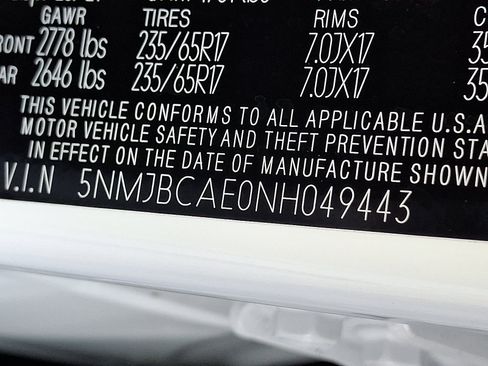 GAWR TIRES RIMS C
RONT 2778 lbs 235/65R17 7.0JX17 35
AR 2646 lbs 235/65R17 7.0JX17 35
THIS VEHICLE CONFORMS TO ALL APPLICABLE U.S.A
MOTOR VEHICLE SAFETY AND THEFT PREVENTION STA
IN EFFECT ON THE DATE OF MANUFACTURE SHOWN
V.I.N 5NMJBCAE0NH049443